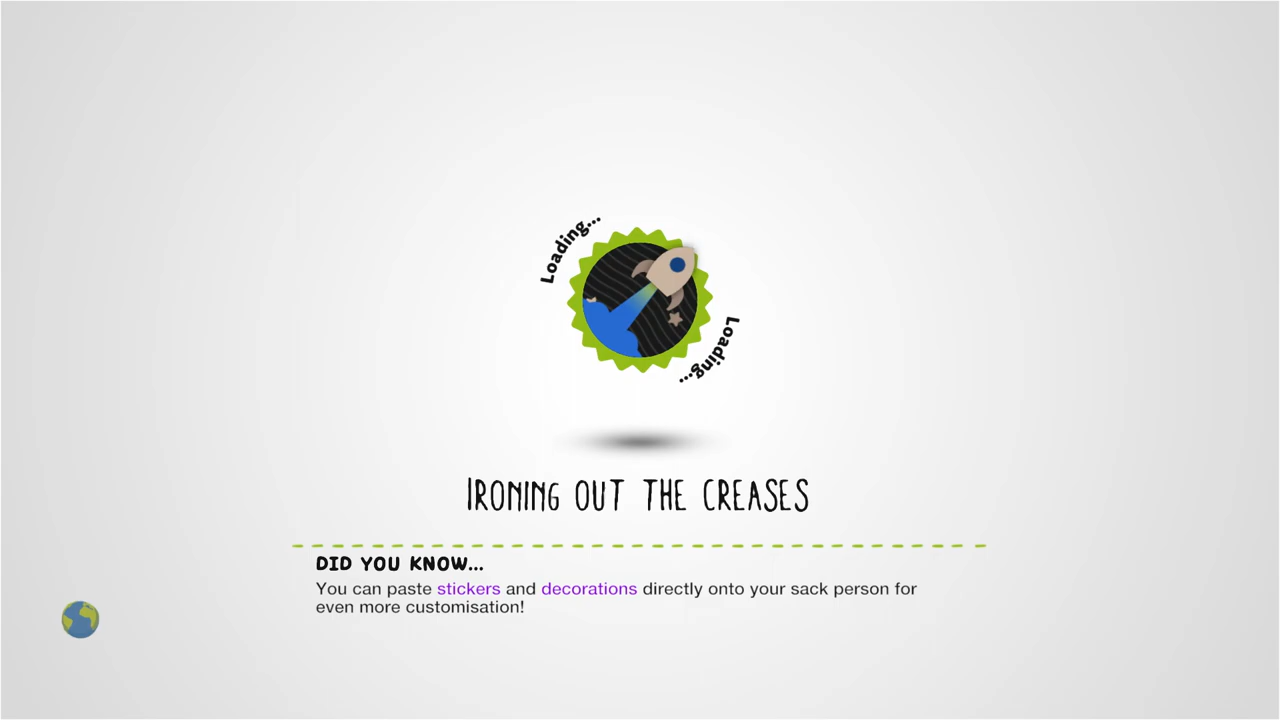 Loading...
Loading...
IRONING OUT THE CREASES
DID YOU KNOW...
You can paste stickers and decorations directly onto your sack person for
even more customisation!